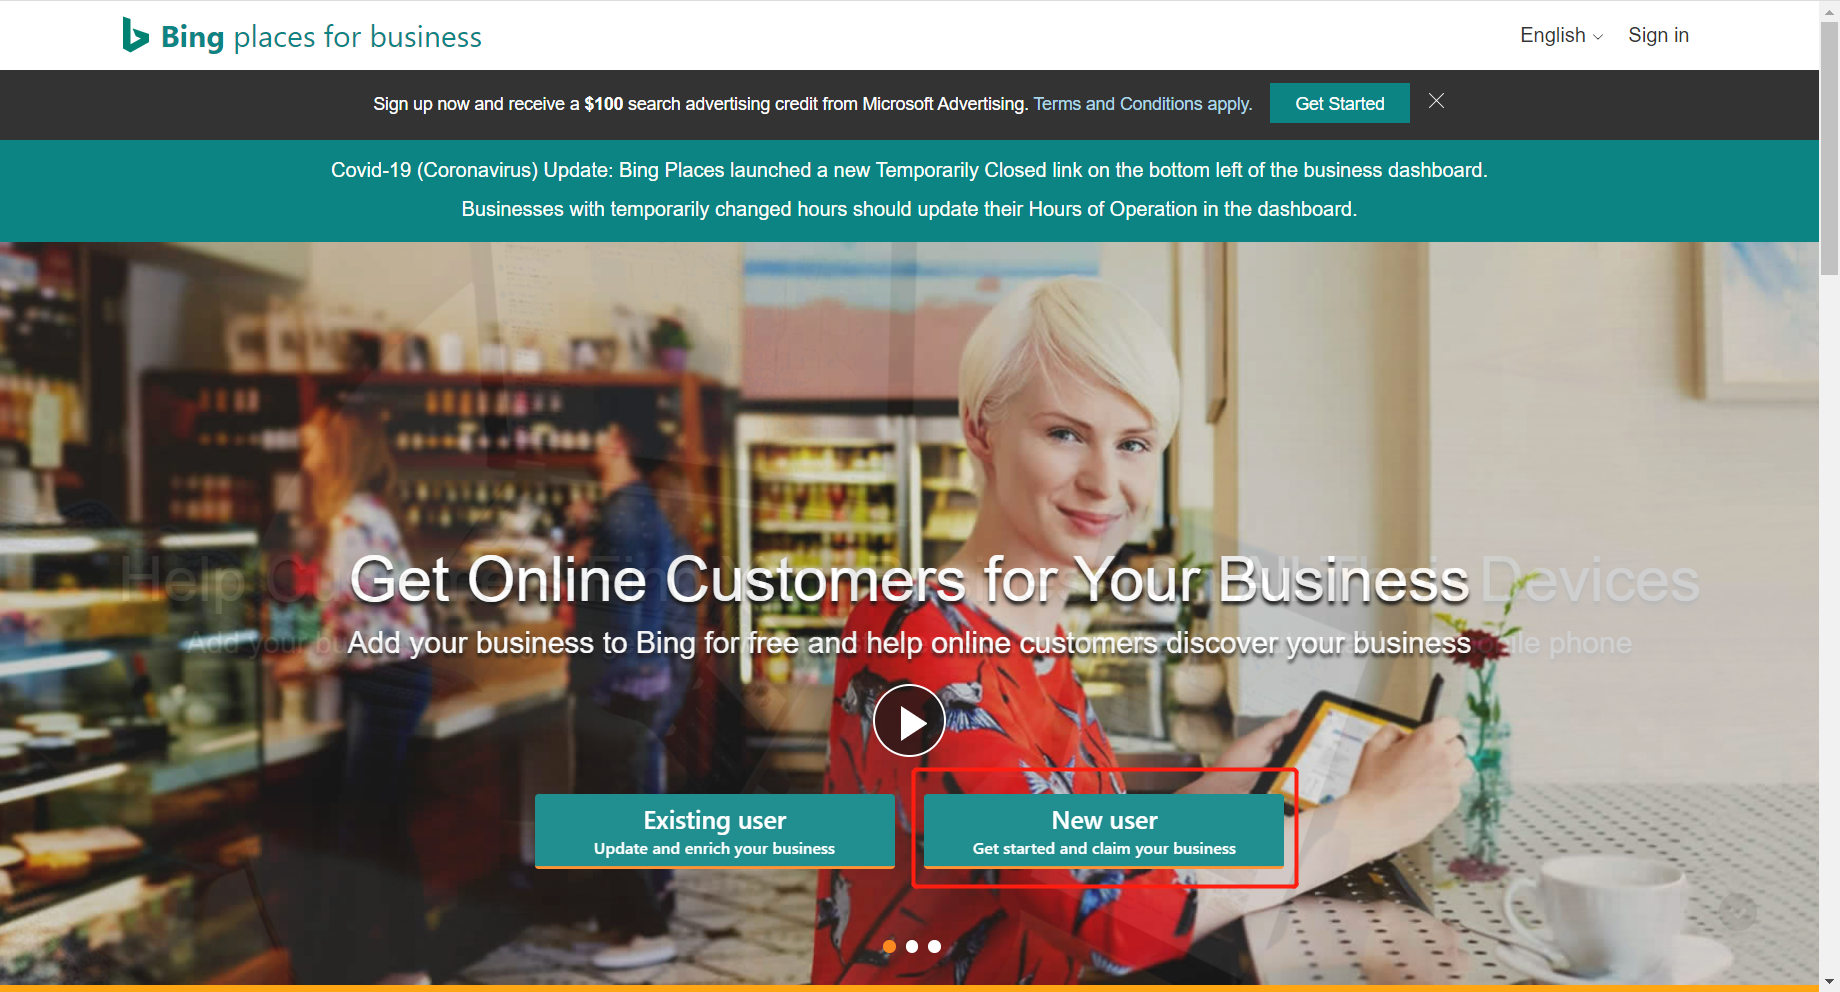 Bing places for business
English
Sign in
Sign up now and receive a $100 search advertising credit from Microsoft Advertising. Terms and Conditions apply.
Get Started
Covid-19 (Coronavirus) Update: Bing Places launched a new Temporarily Closed link on the bottom left of the business dashboard.
Businesses with temporarily changed hours should update their Hours of Operation in the dashboard.
Get Online Customers for Your Business
Devices
Add your business to Bing for free and help online customers discover your business
phone
Existing user
Update and enrich your business
New user
Get started and claim your business